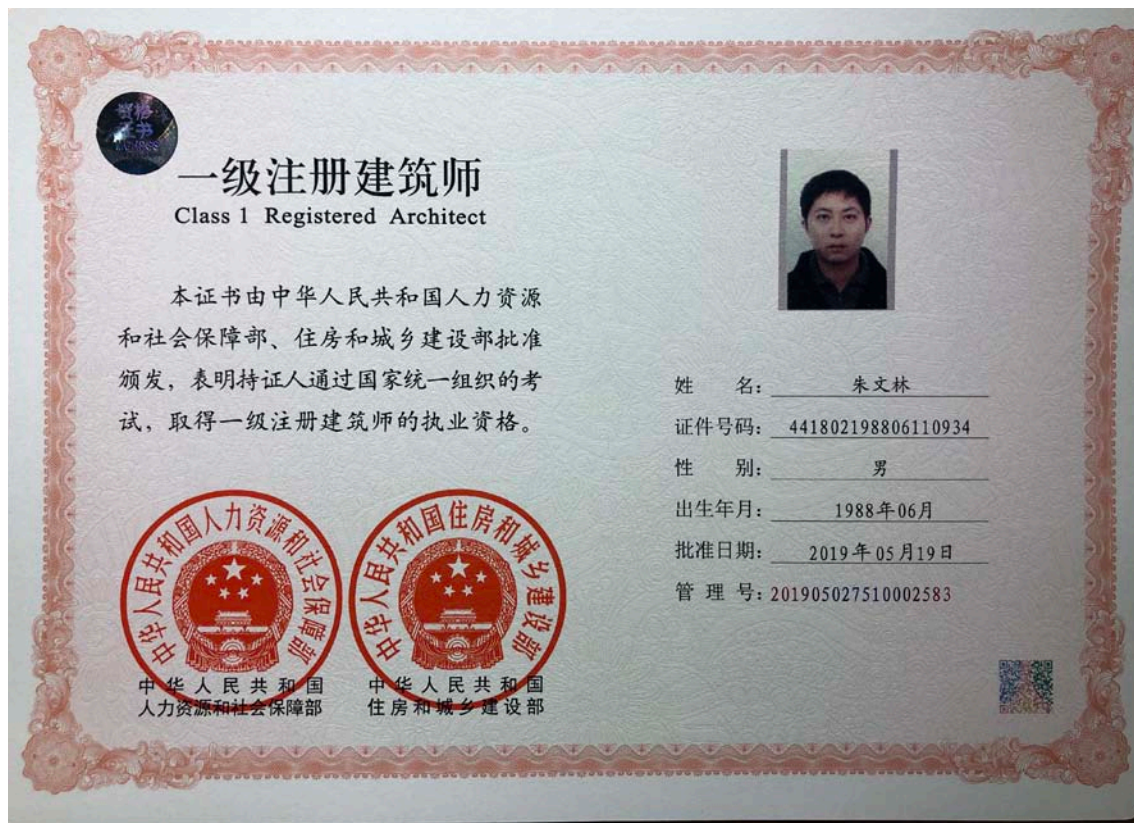 资格
证书
一级注册建筑师
Class 1 Registered Architect
本证书由中华人民共和国人力资源
和社会保障部、住房和城乡建设部批准
颁发，表明持证人通过国家统一组织的考
试，取得一级注册建筑师的执业资格。
中华人民共和国人力资源和社会保障部
中华人民共和国住房和城乡建设部
中华人民共和国
人力资源和社会保障部
中华人民共和国
住房和城乡建设部
姓 名：朱文林
证件号码：441802198806110934
性 别：男
出生年月：1988年06月
批准日期：2019年05月19日
管 理 号：201905027510002583